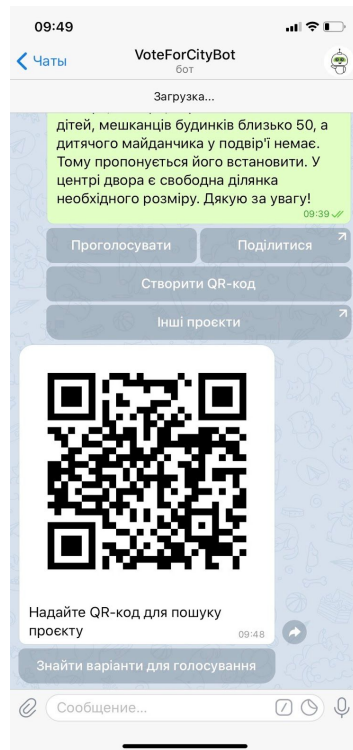 09:49
Чаты
VoteForCityBot
бот
Загрузка...
дітей, мешканців будинків близько 50, а
дитячого майданчика у подвір'ї немає.
Тому пропонується його встановити. У
центрі двора є свободна ділянка
необхідного розміру. Дякую за увагу!
09:39
Проголосувати
Поділитися
Створити QR-код
Інші проєкти
Надайте QR-код для пошуку
проєкту
09:48
Знайти варіанти для голосування
Сообщение...